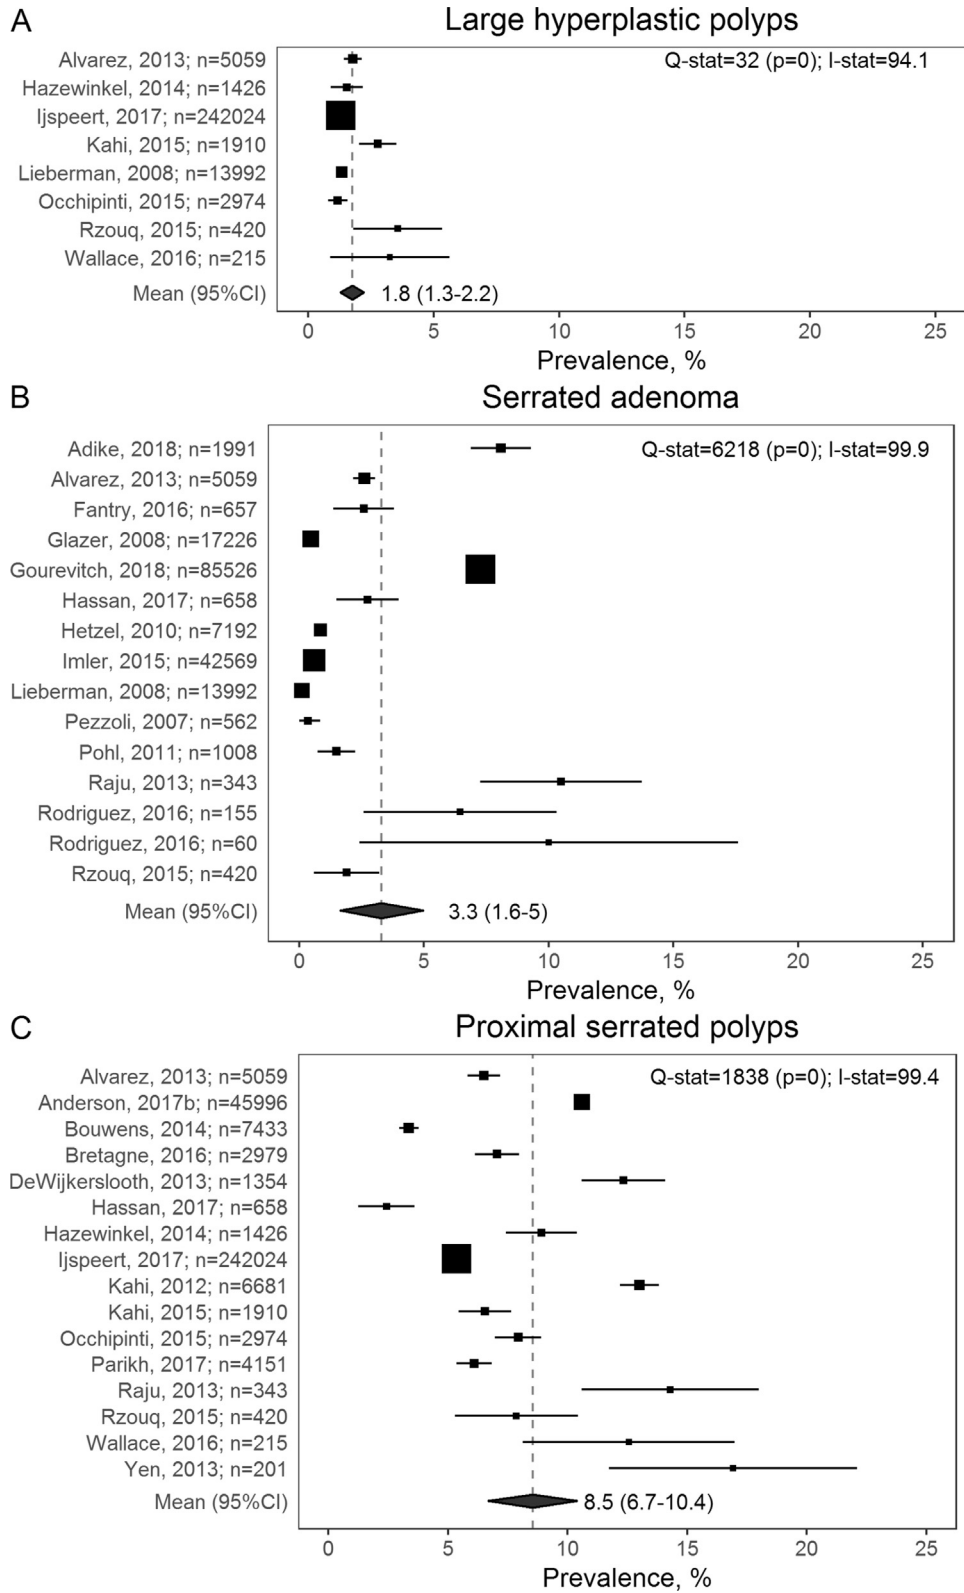 A
Large hyperplastic polyps
Alvarez, 2013; n=5059
Q-stat=32 (p=0); I-stat=94.1
Hazewinkel, 2014; n=1426
Ijspeert, 2017; n=242024
Kahi, 2015; n=1910
Lieberman, 2008; n=13992
Occhipinti, 2015; n=2974
Rzouq, 2015; n=420
Wallace, 2016; n=215
Mean (95%CI) 1.8 (1.3-2.2)
0 5 10 15 20 25
Prevalence, %
B
Serrated adenoma
Adike, 2018; n=1991
Q-stat=6218 (p=0); I-stat=99.9
Alvarez, 2013; n=5059
Fantry, 2016; n=657
Glazer, 2008; n=17226
Gourevitch, 2018; n=85526
Hassan, 2017; n=658
Hetzel, 2010; n=7192
Imler, 2015; n=42569
Lieberman, 2008; n=13992
Pezzoli, 2007; n=562
Pohl, 2011; n=1008
Raju, 2013; n=343
Rodriguez, 2016; n=155
Rodriguez, 2016; n=60
Rzouq, 2015; n=420
Mean (95%CI) 3.3 (1.6-5)
0 5 10 15 20 25
Prevalence, %
C
Proximal serrated polyps
Alvarez, 2013; n=5059
Q-stat=1838 (p=0); I-stat=99.4
Anderson, 2017b; n=45996
Bouwens, 2014; n=7433
Bretagne, 2016; n=2979
DeWijkerslooth, 2013; n=1354
Hassan, 2017; n=658
Hazewinkel, 2014; n=1426
Ijspeert, 2017; n=242024
Kahi, 2012; n=6681
Kahi, 2015; n=1910
Occhipinti, 2015; n=2974
Parikh, 2017; n=4151
Raju, 2013; n=343
Rzouq, 2015; n=420
Wallace, 2016; n=215
Yen, 2013; n=201
Mean (95%CI) 8.5 (6.7-10.4)
0 5 10 15 20 25
Prevalence, %